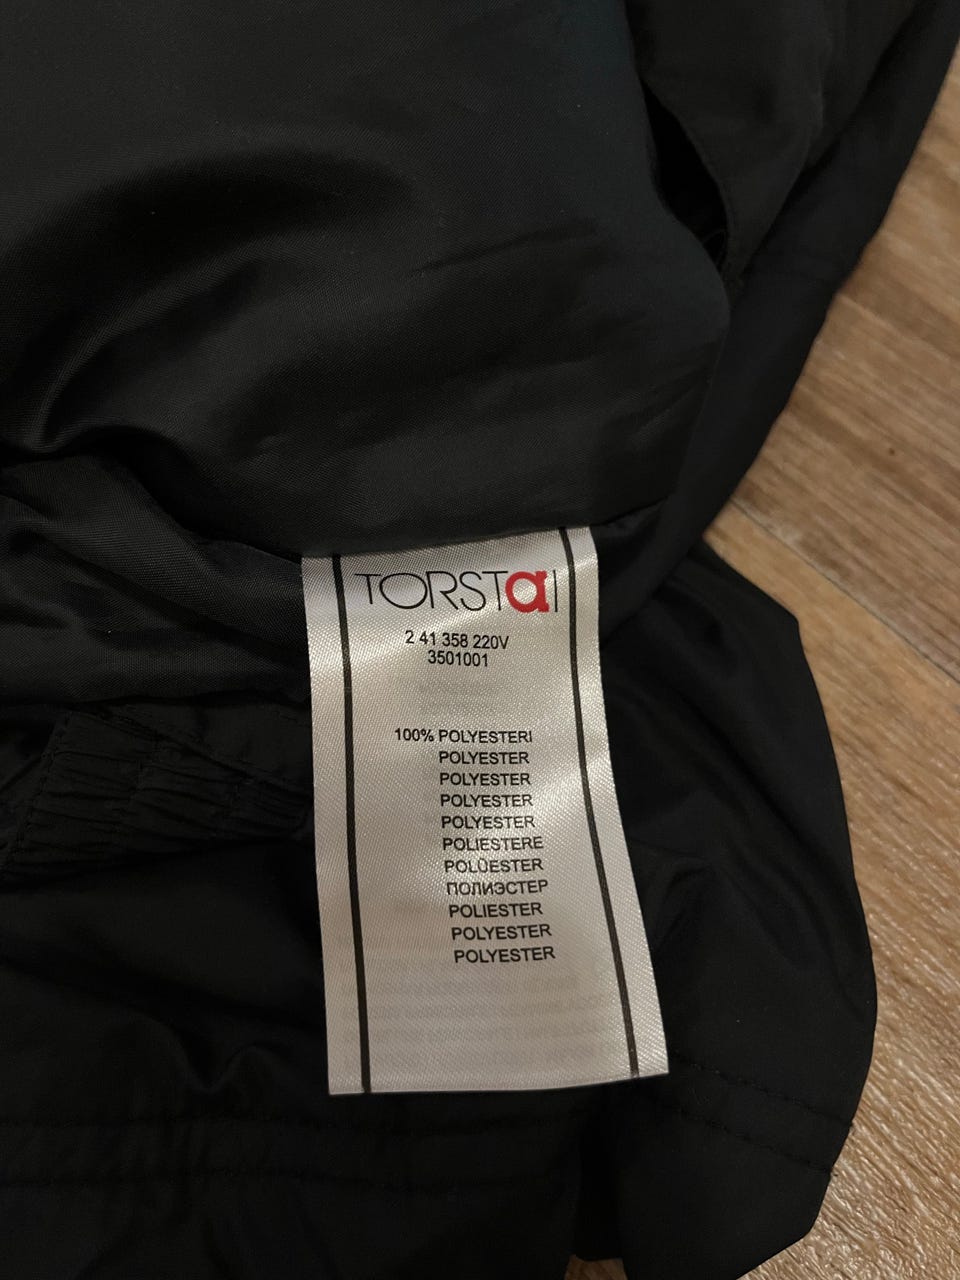 TORSTAI
2 41 358 220V
3501001
100% POLYESTERI
POLYESTER
POLYESTER
POLYESTER
POLYESTER
POLIESTERE
POLÜESTER
ПОЛИЭСТЕР
POLIESTER
POLYESTER
POLYESTER